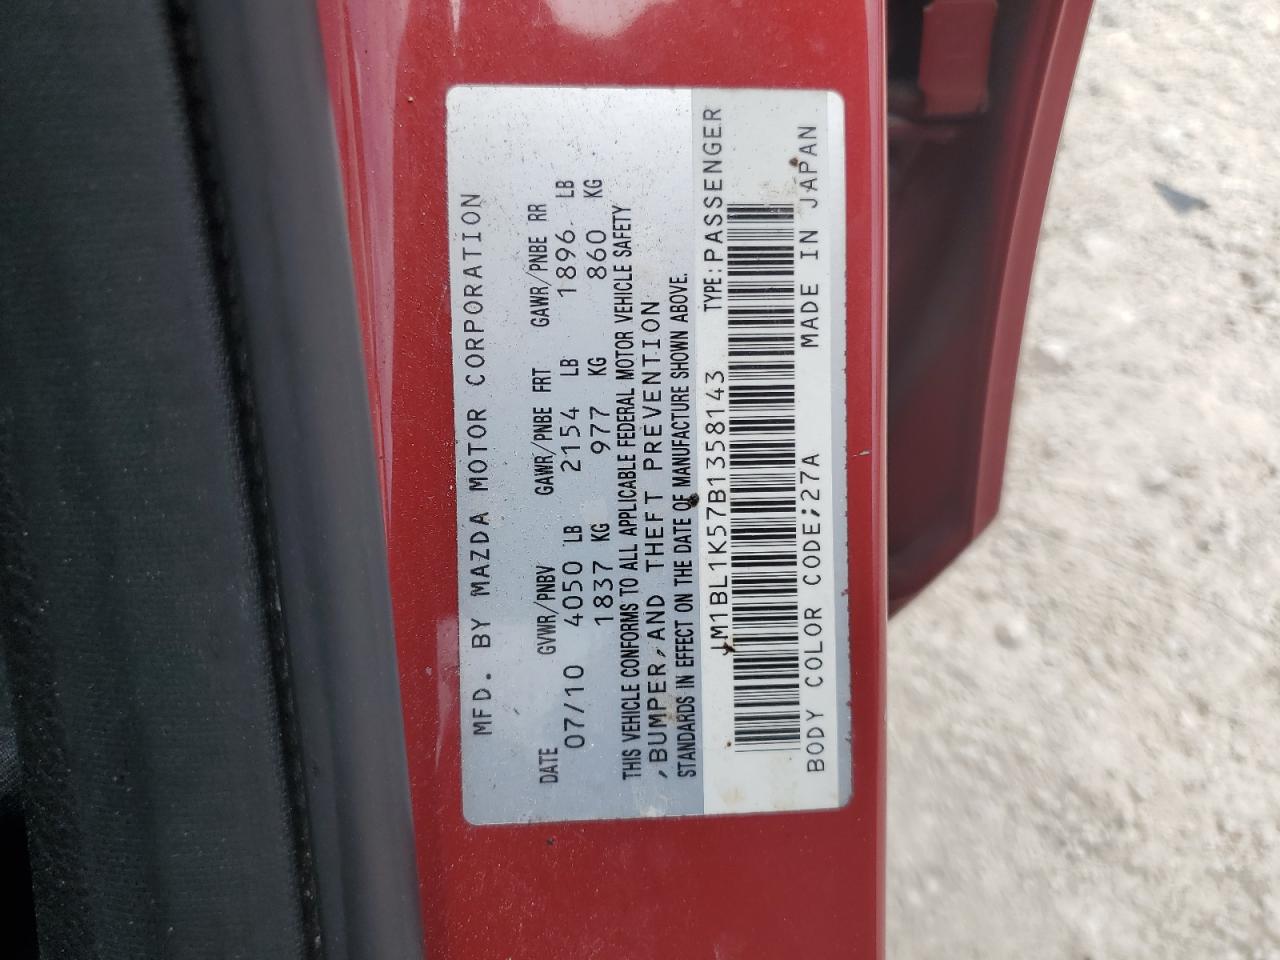 MFD. BY MAZDA MOTOR CORPORATION
DATE GVWR/PNBV GAWR/PNBE FRT GAWR/PNBE RR
07/10 4050 LB 2154 LB 1896 LB
1837 KG 977 KG 860 KG
THIS VEHICLE CONFORMS TO ALL APPLICABLE FEDERAL MOTOR VEHICLE SAFETY
,BUMPER,AND THEFT PREVENTION
STANDARDS IN EFFECT ON THE DATE OF MANUFACTURE SHOWN ABOVE.
JM1BL1K57B1358143 TYPE:PASSENGER
BODY COLOR CODE;27A MADE IN JAPAN